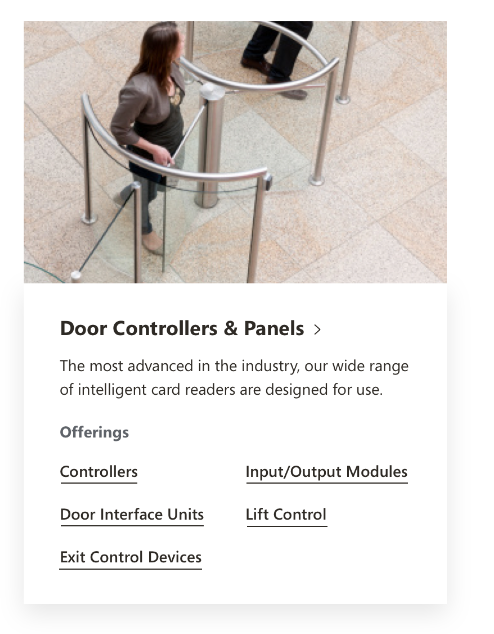 Door Controllers & Panels >
The most advanced in the industry, our wide range
of intelligent card readers are designed for use.
Offerings
Controllers
Input/Output Modules
Door Interface Units
Lift Control
Exit Control Devices